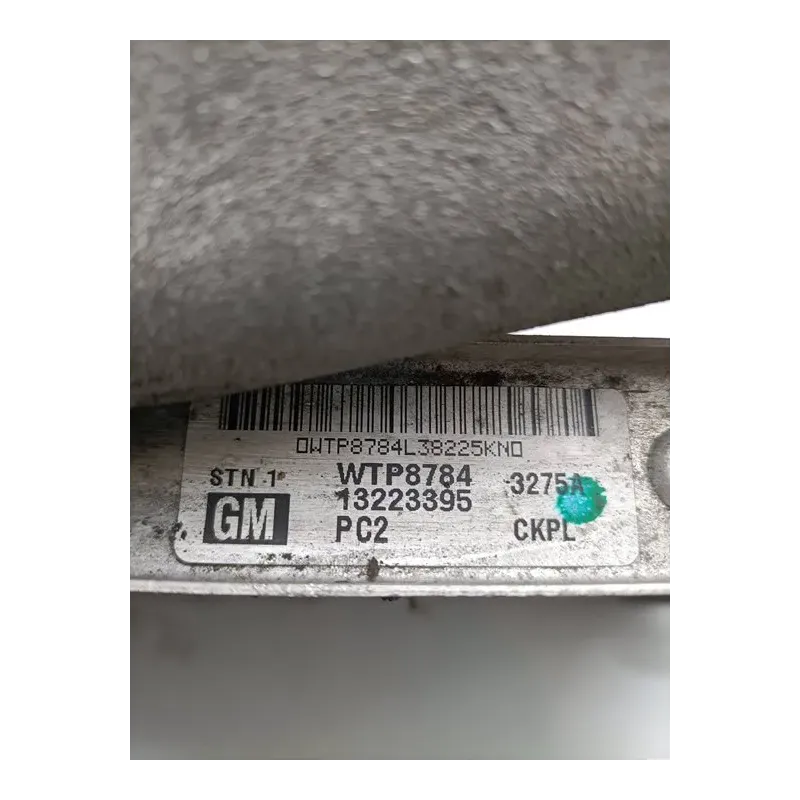 0WTP8784L38225KN0
STN 1 WTP8784 3275A
13223395
GM PC2 CKPL